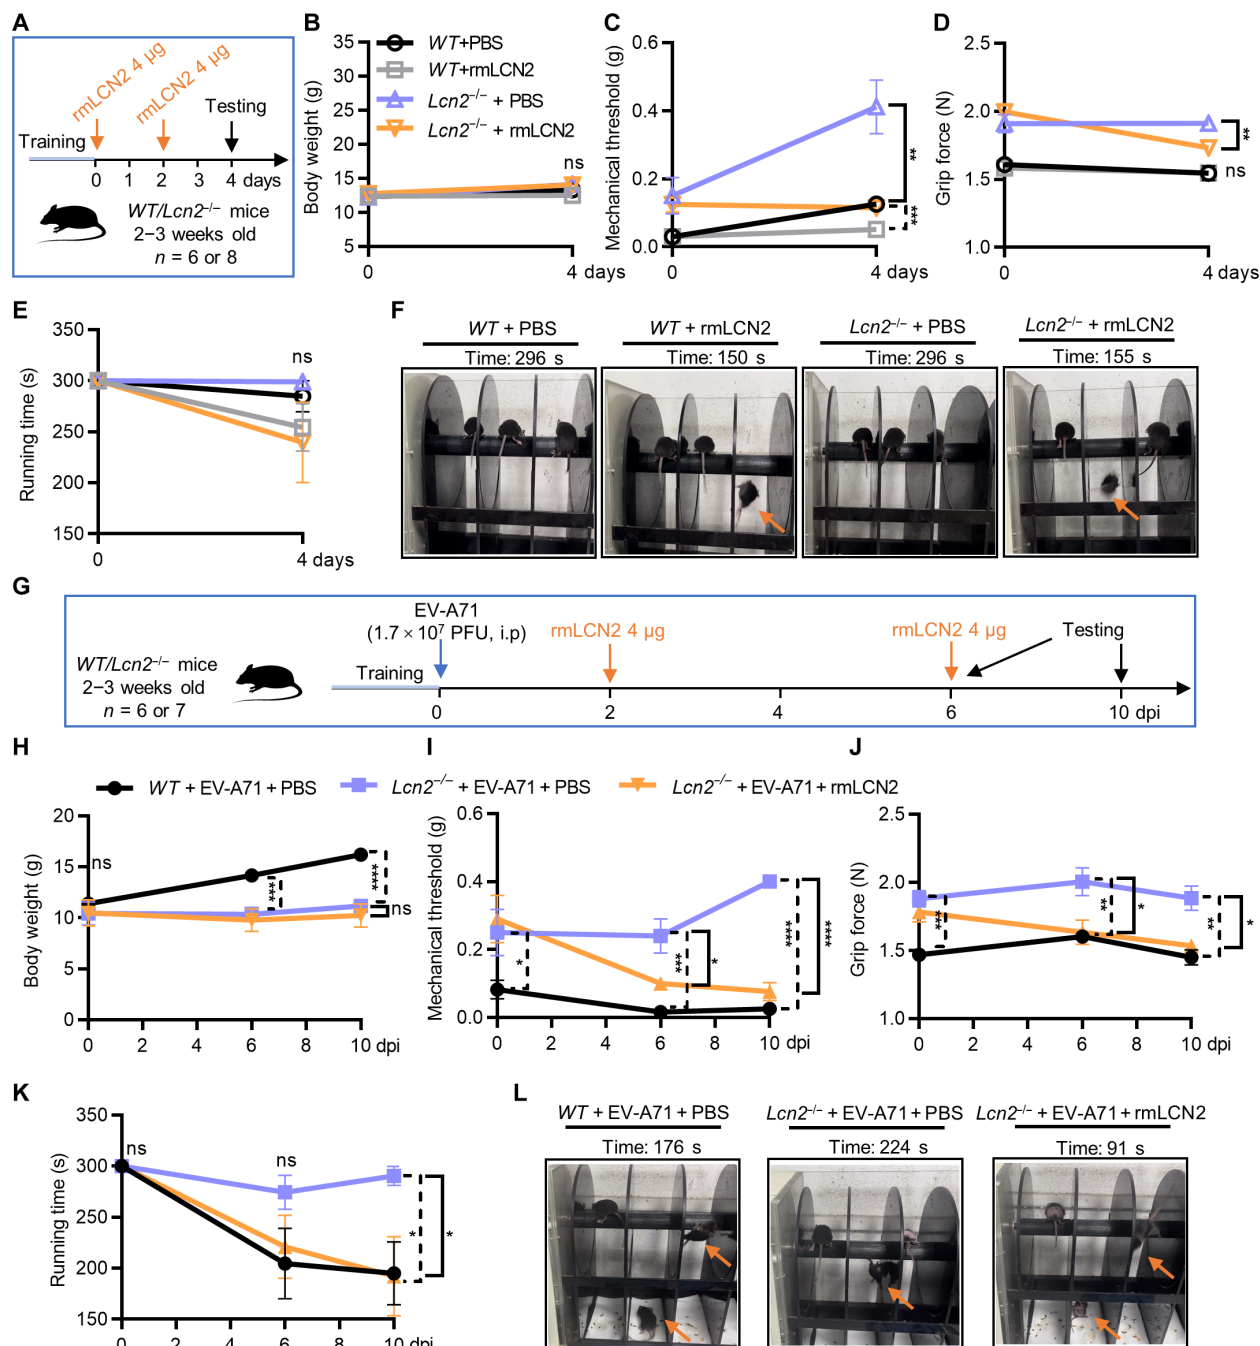 A
rmLCN2 4 µg
rmLCN2 4 µg
Testing
Training
0 1 2 3 4 days
WT/Lcn2⁻/⁻ mice
2–3 weeks old
n = 6 or 8
B
Body weight (g)
35
30
25
20
15
10
5
WT+PBS
WT+rmLCN2
Lcn2⁻/⁻ + PBS
Lcn2⁻/⁻ + rmLCN2
ns
0 4 days
C
Mechanical threshold (g)
0.6
0.4
0.2
0.0
**
***
0 4 days
D
Grip force (N)
2.5
2.0
1.5
1.0
**
ns
0 4 days
E
Running time (s)
350
300
250
200
150
ns
0 4 days
F
WT + PBS
Time: 296 s
WT + rmLCN2
Time: 150 s
Lcn2⁻/⁻ + PBS
Time: 296 s
Lcn2⁻/⁻ + rmLCN2
Time: 155 s
G
WT/Lcn2⁻/⁻ mice
2–3 weeks old
n = 6 or 7
Training
EV-A71
(1.7 × 10⁷ PFU, i.p)
rmLCN2 4 µg
rmLCN2 4 µg
Testing
0 2 4 6 10 dpi
H
I
J
WT + EV-A71 + PBS
Lcn2⁻/⁻ + EV-A71 + PBS
Lcn2⁻/⁻ + EV-A71 + rmLCN2
Body weight (g)
20
15
10
5
0
ns
***
****
ns
0 2 4 6 8 10 dpi
Mechanical threshold (g)
0.6
0.4
0.2
0.0
*
***
*
****
****
0 2 4 6 8 10 dpi
Grip force (N)
2.5
2.0
1.5
1.0
***
**
*
**
*
0 2 4 6 8 10 dpi
K
Running time (s)
350
300
250
200
150
ns
ns
*
*
0 2 4 6 8 10 dpi
L
WT + EV-A71 + PBS
Time: 176 s
Lcn2⁻/⁻ + EV-A71 + PBS
Time: 224 s
Lcn2⁻/⁻ + EV-A71 + rmLCN2
Time: 91 s